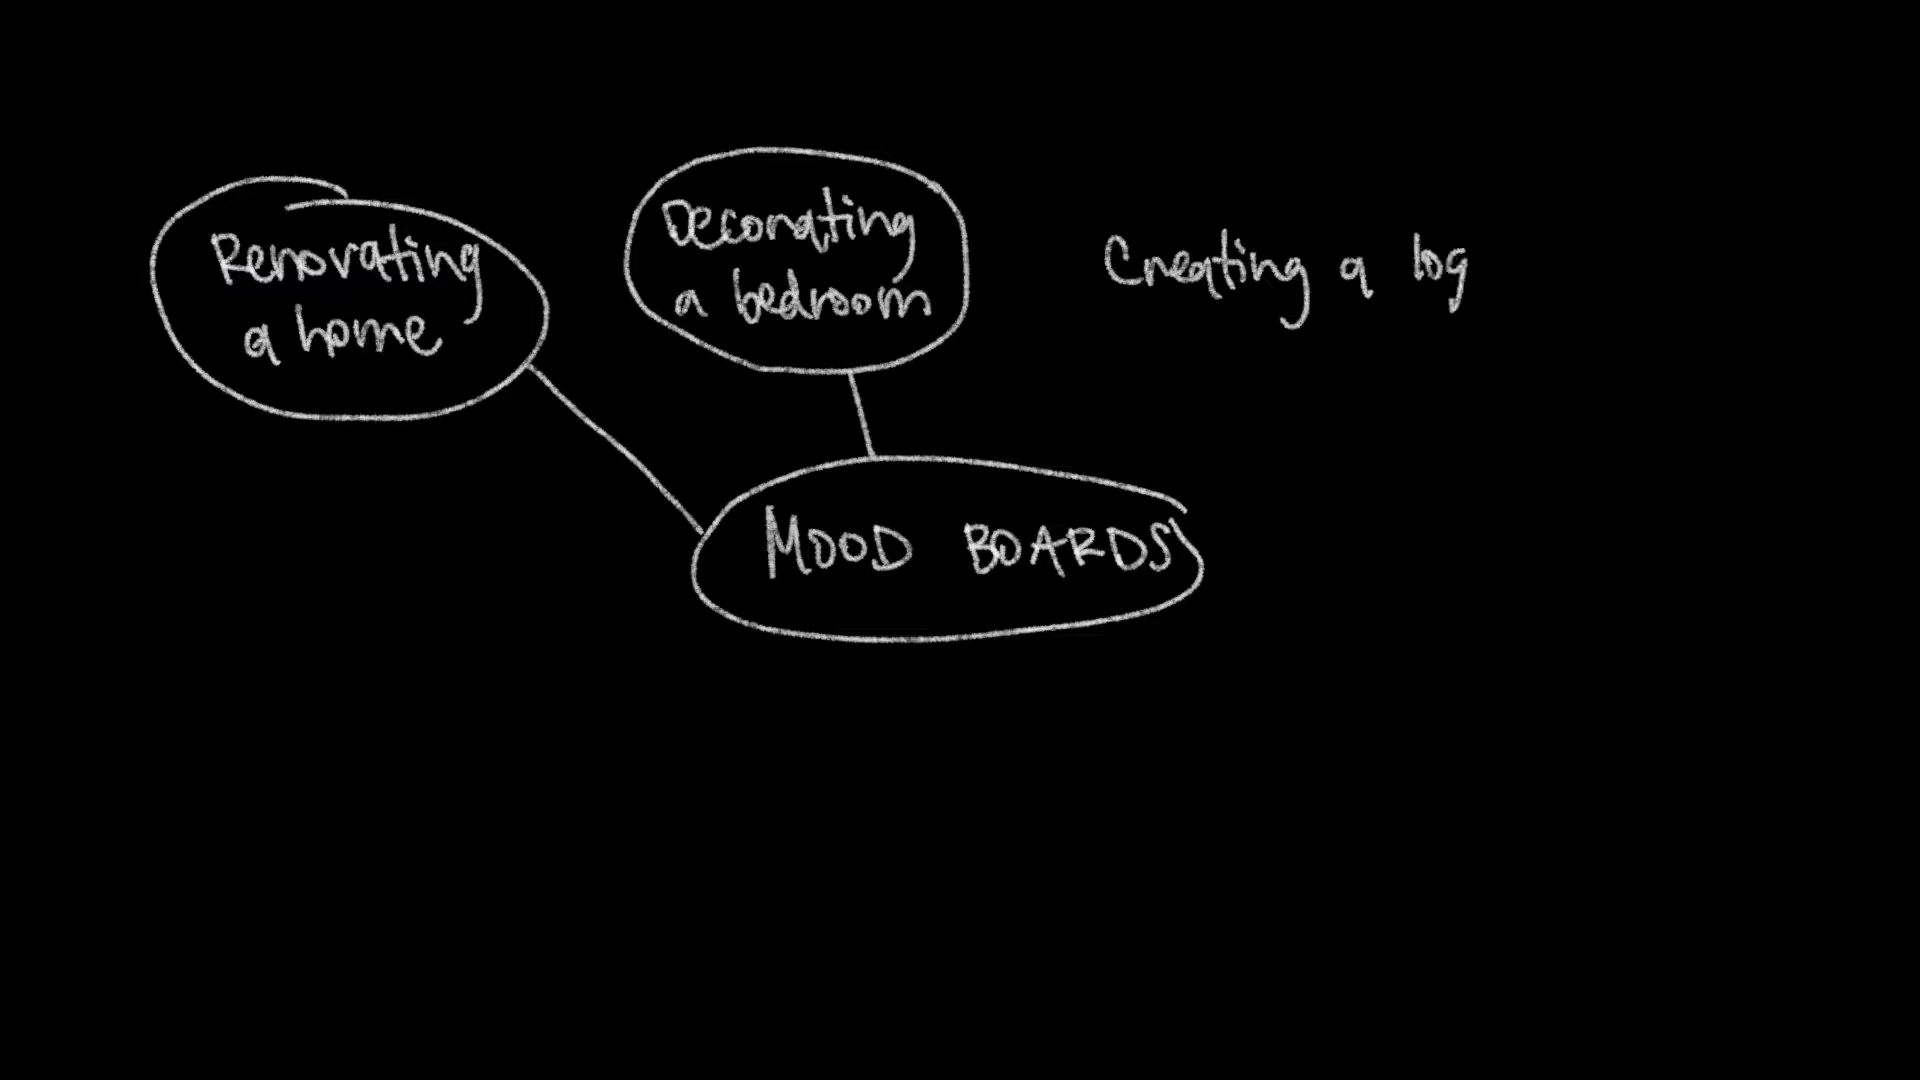 Renovating
a home
Decorating
a bedroom
Creating a log
MOOD BOARDS